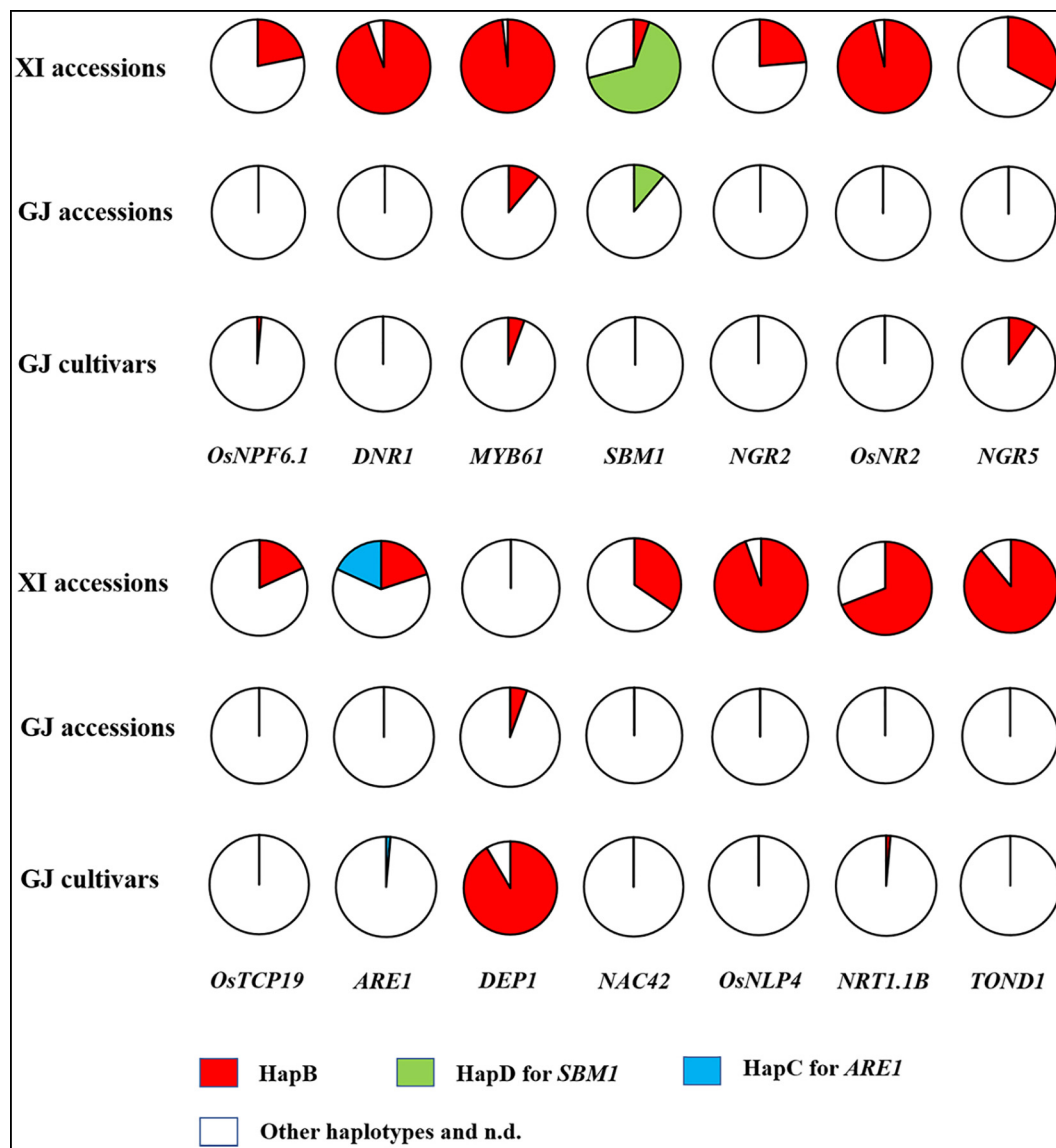 XI accessions
GJ accessions
GJ cultivars
OsNPF6.1 DNR1 MYB61 SBM1 NGR2 OsNR2 NGR5
XI accessions
GJ accessions
GJ cultivars
OsTCP19 ARE1 DEP1 NAC42 OsNLP4 NRT1.1B TOND1
HapB HapD for SBM1 HapC for ARE1
Other haplotypes and n.d.